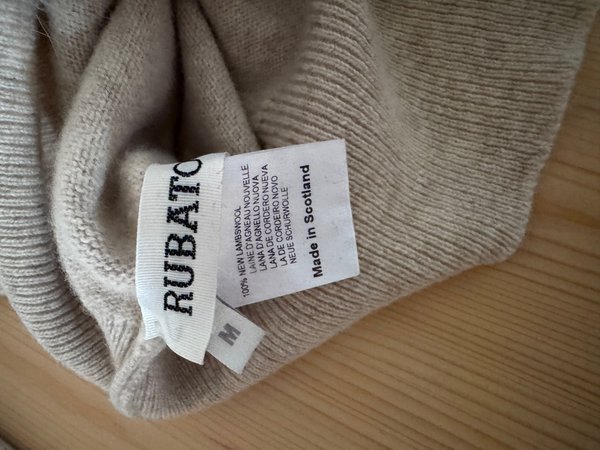 RUBATO
100% NEW LAMBSWOOL
LAINE D'AGNEAU NOUVELLE
LANA D'AGNELLO NUOVA
LANA DE CORDERO NUEVA
LA DE CORDEIRO NOVO
NEUE SCHURWOLLE
Made in Scotland
M